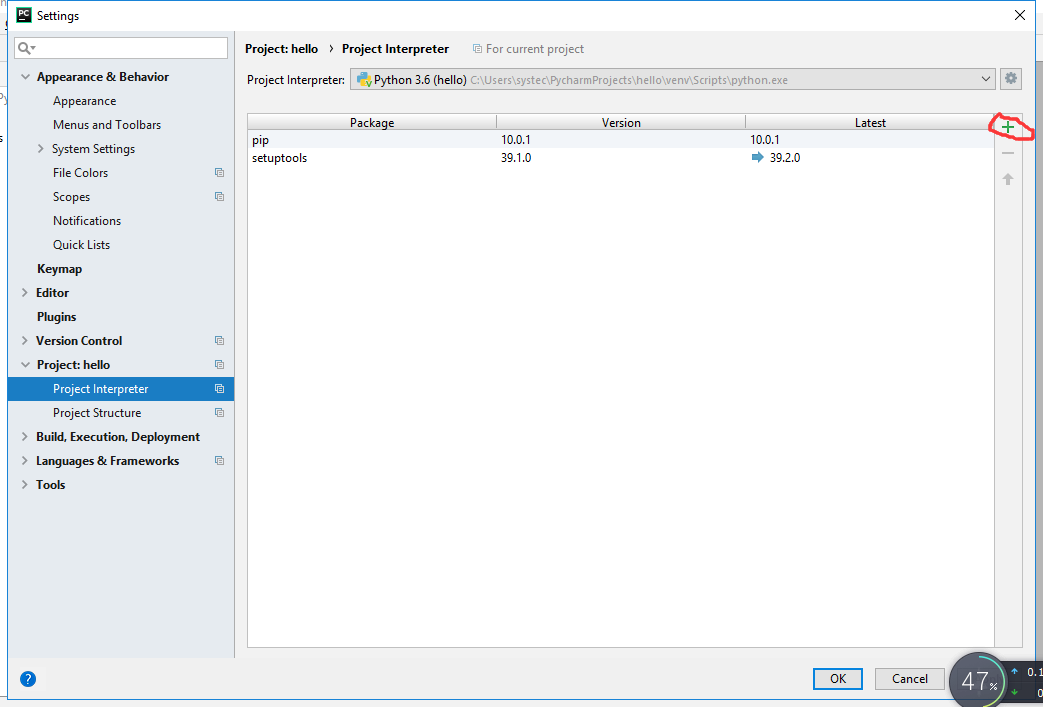 PC Settings
Project: hello › Project Interpreter For current project
Project Interpreter: Python 3.6 (hello) C:\Users\systec\PycharmProjects\hello\venv\Scripts\python.exe
Appearance & Behavior
Appearance
Menus and Toolbars
System Settings
File Colors
Scopes
Notifications
Quick Lists
Keymap
Editor
Plugins
Version Control
Project: hello
Project Interpreter
Project Structure
Build, Execution, Deployment
Languages & Frameworks
Tools
Package Version Latest
pip 10.0.1 10.0.1
setuptools 39.1.0 39.2.0
?
OK Cancel
47%